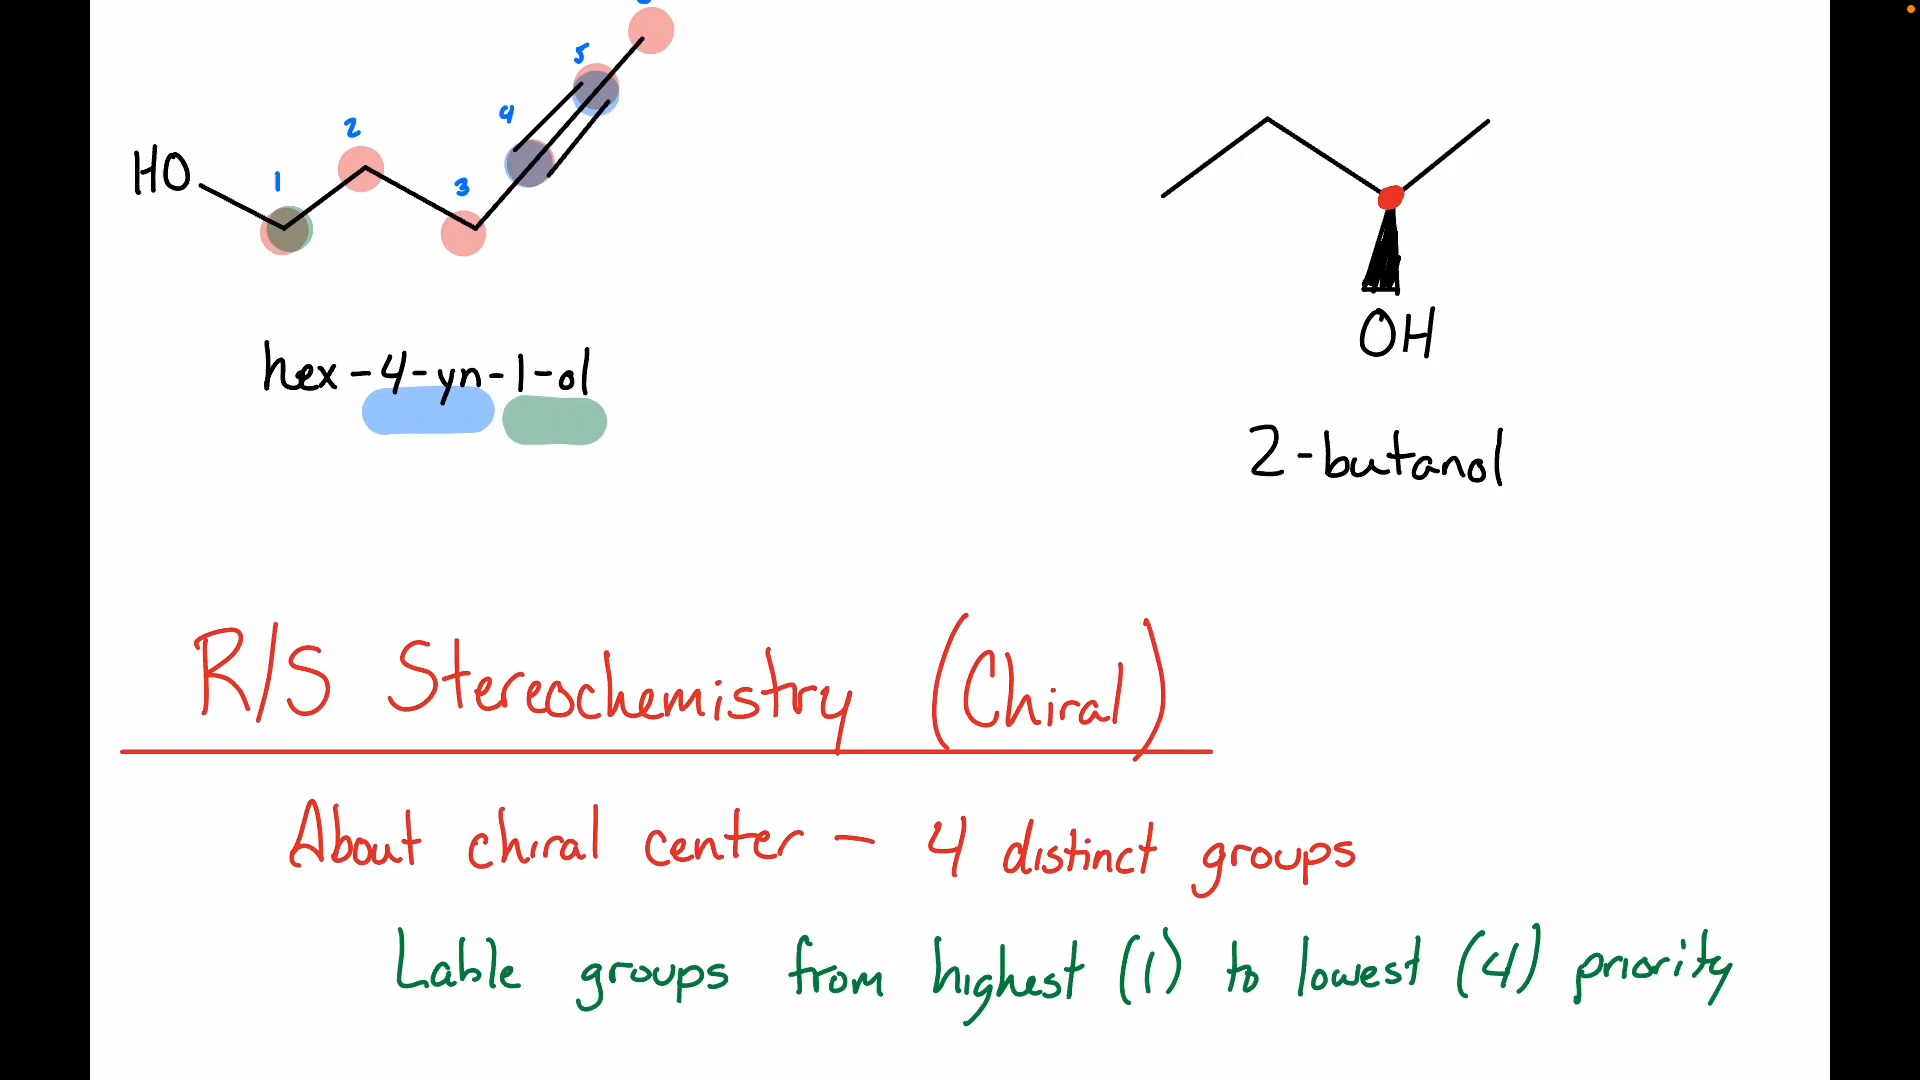 5
4
2
HO
1
3
OH
hex-4-yn-1-ol
2-butanol
R/S Stereochemistry (Chiral)
About chiral center - 4 distinct groups
Lable groups from highest (1) to lowest (4) priority